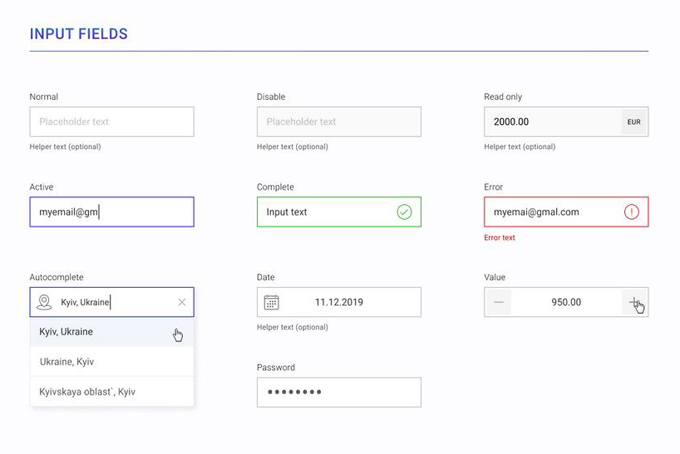 INPUT FIELDS
Normal
Placeholder text
Helper text (optional)
Disable
Placeholder text
Helper text (optional)
Read only
2000.00 EUR
Helper text (optional)
Active
myemail@gm
Complete
Input text
Error
myemai@gmal.com
Error text
Autocomplete
Kyiv, Ukraine
Kyiv, Ukraine
Ukraine, Kyiv
Kyivskaya oblast`, Kyiv
Date
11.12.2019
Helper text (optional)
Value
950.00
Password